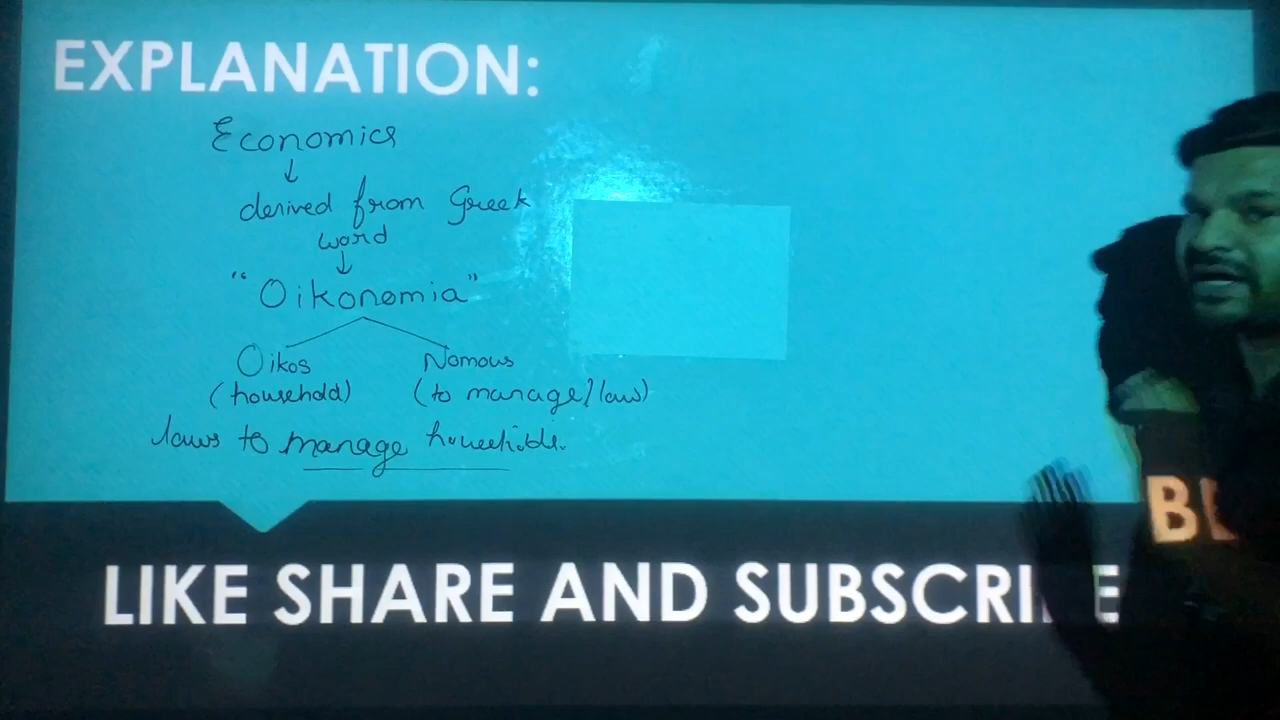 EXPLANATION:
Economics
↓
derived from Greek
word
↓
"Oikonomia"
Oikos Nomous
(household) (to manage/law)
laws to manage households.
LIKE SHARE AND SUBSCRIBE